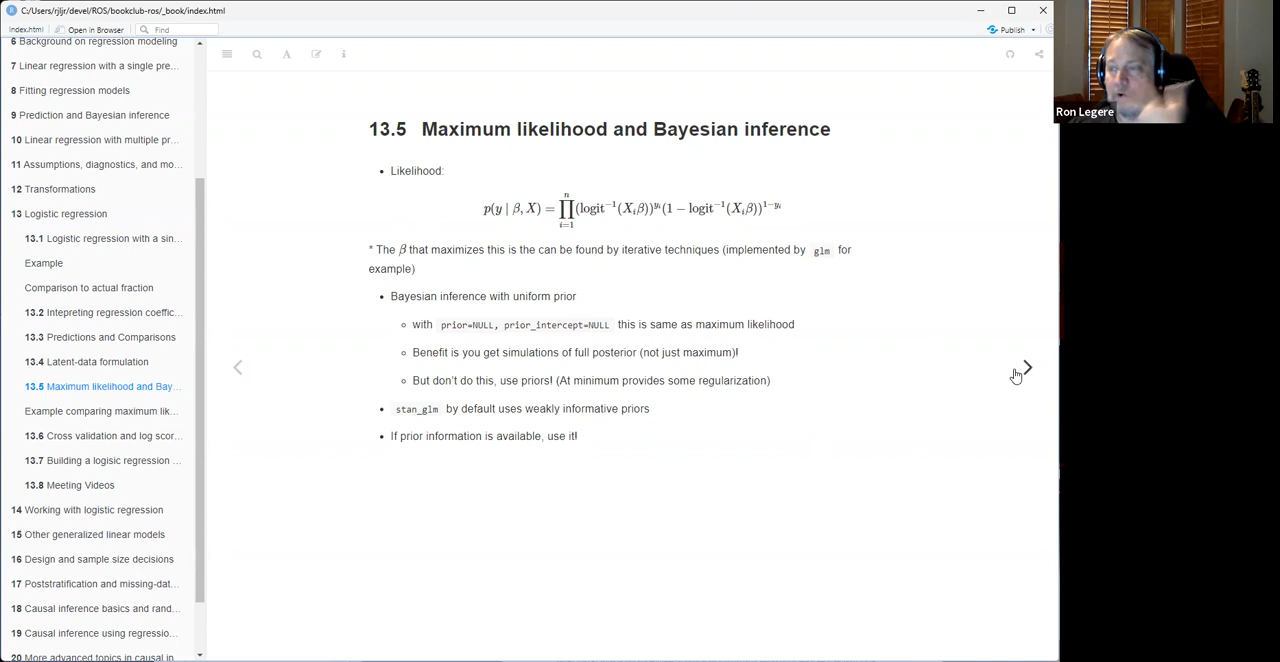 C:/Users/rjljr/devel/ROS/bookclub-ros/_book/index.html
index.html
Open in Browser
Find
Publish
6 Background on regression modeling
7 Linear regression with a single pre...
8 Fitting regression models
9 Prediction and Bayesian inference
10 Linear regression with multiple pr...
11 Assumptions, diagnostics, and mo...
12 Transformations
13 Logistic regression
13.1 Logistic regression with a sin...
Example
Comparison to actual fraction
13.2 Intepreting regression coeffic...
13.3 Predictions and Comparisons
13.4 Latent-data formulation
13.5 Maximum likelihood and Bay...
Example comparing maximum lik...
13.6 Cross validation and log scor...
13.7 Building a logisic regression ...
13.8 Meeting Videos
14 Working with logistic regression
15 Other generalized linear models
16 Design and sample size decisions
17 Poststratification and missing-dat...
18 Causal inference basics and rand...
19 Causal inference using regressio...
20 More advanced topics in causal in
13.5 Maximum likelihood and Bayesian inference
• Likelihood:
p(y | β, X) = ∏ⁿᵢ₌₁ (logit⁻¹(Xᵢβ))^yᵢ (1 − logit⁻¹(Xᵢβ))^1−yᵢ
* The β that maximizes this is the can be found by iterative techniques (implemented by glm for
example)
• Bayesian inference with uniform prior
◦ with prior=NULL, prior_intercept=NULL this is same as maximum likelihood
◦ Benefit is you get simulations of full posterior (not just maximum)!
◦ But don't do this, use priors! (At minimum provides some regularization)
• stan_glm by default uses weakly informative priors
• If prior information is available, use it!
Ron Legere